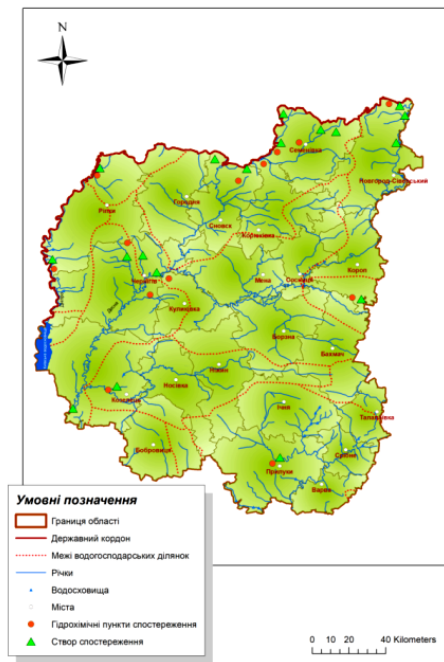 N
Семенівка
Новгород-Сіверський
Ріпки
Городня
Сновск
Корюківка
Чернігів
Мена
Сосниця
Короп
Куликівка
Борзна
Бахмач
Ніжин
Носівка
Козелець
Ічня
Талалаївка
Бобровиця
Прилуки
Срібне
Варва
Умовні позначення
Границя області
Державний кордон
Межі водогосподарських ділянок
Річки
Водосховища
Міста
Гідрохімічні пункти спостереження
Створ спостереження
0 10 20 40 Kilometers